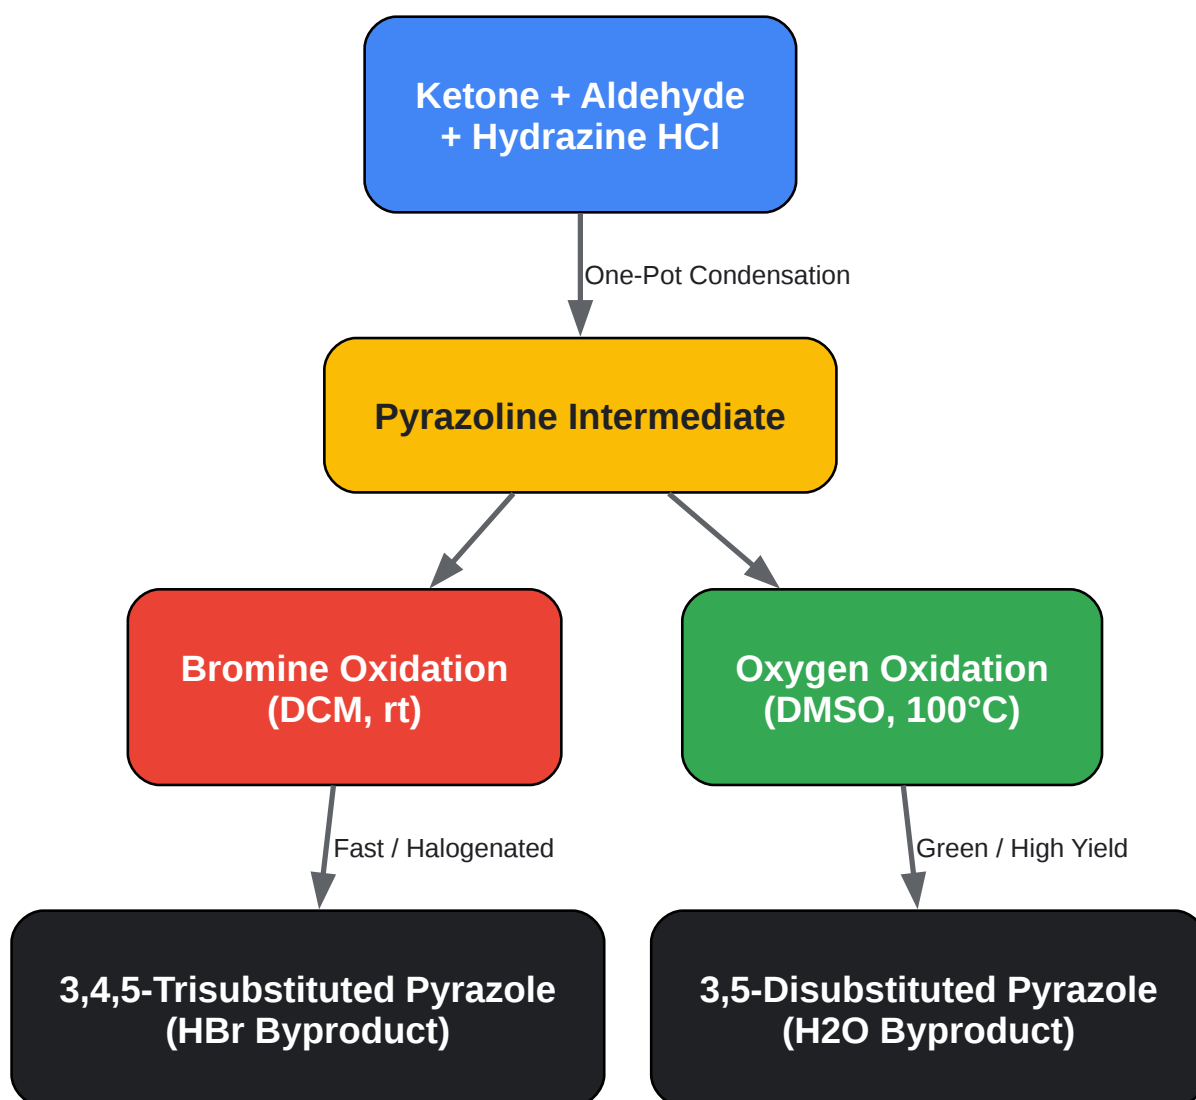 Ketone + Aldehyde
+ Hydrazine HCl
One-Pot Condensation
Pyrazoline Intermediate
Bromine Oxidation
(DCM, rt)
Oxygen Oxidation
(DMSO, 100°C)
Fast / Halogenated
Green / High Yield
3,4,5-Trisubstituted Pyrazole
(HBr Byproduct)
3,5-Disubstituted Pyrazole
(H2O Byproduct)